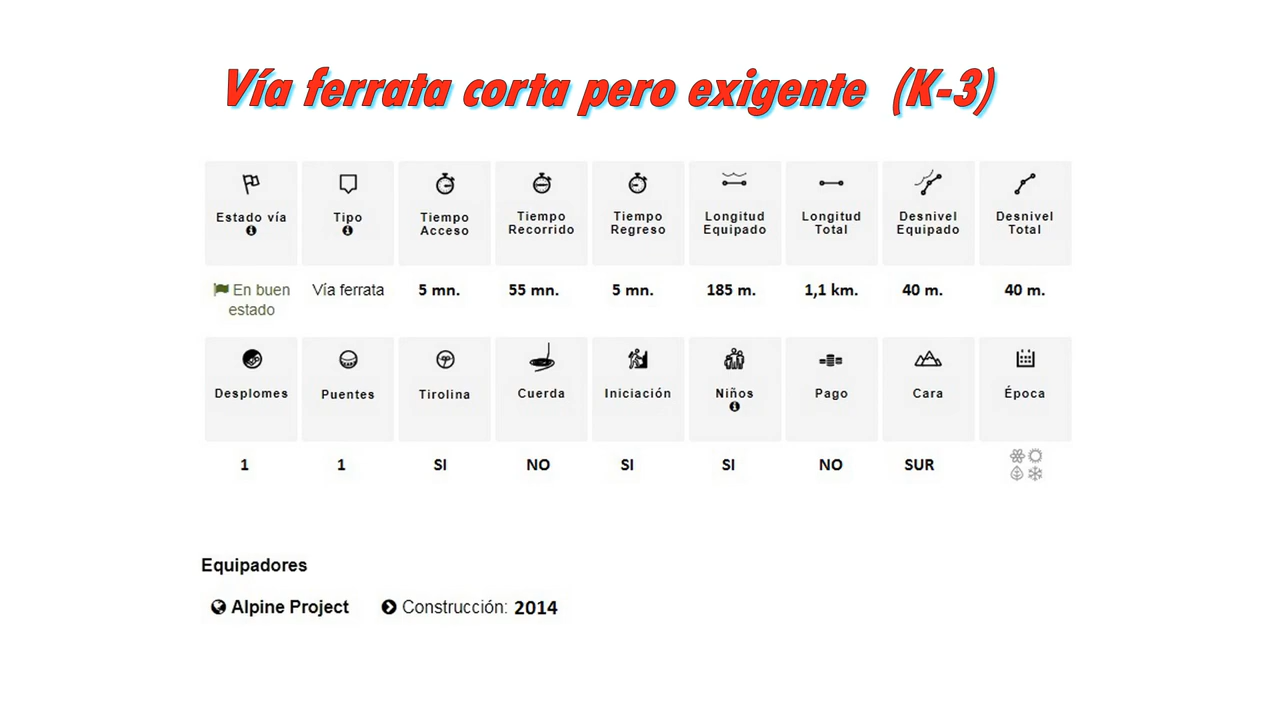 Vía ferrata corta pero exigente (K-3)
Estado vía Tipo Tiempo Acceso Tiempo Recorrido Tiempo Regreso Longitud Equipado Longitud Total Desnivel Equipado Desnivel Total
En buen estado Vía ferrata 5 mn. 55 mn. 5 mn. 185 m. 1,1 km. 40 m. 40 m.
Desplomes Puentes Tirolina Cuerda Iniciación Niños Pago Cara Época
1 1 SI NO SI SI NO SUR
Equipadores
Alpine Project Construcción: 2014